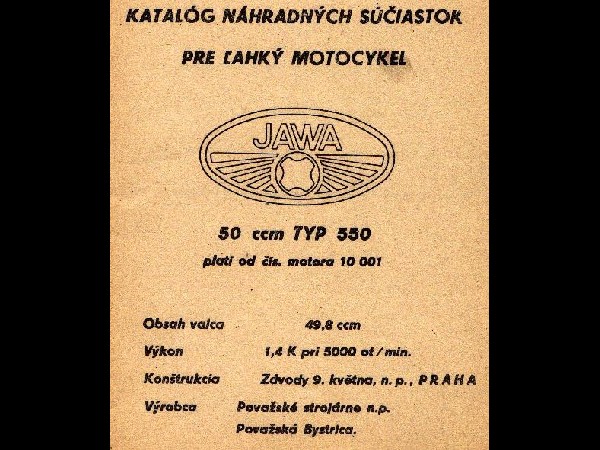 KATALÓG NÁHRADNÝCH SÚČIASTOK
PRE ĽAHKÝ MOTOCYKEL
JAWA
50 ccm TYP 550
platí od čís. motora 10 001
Obsah valca 49,8 ccm
Výkon 1,4 K pri 5000 ot/min.
Konštrukcia Závody 9. května, n. p., PRAHA
Výrobca Považské strojárne n.p.
Považská Bystrica.